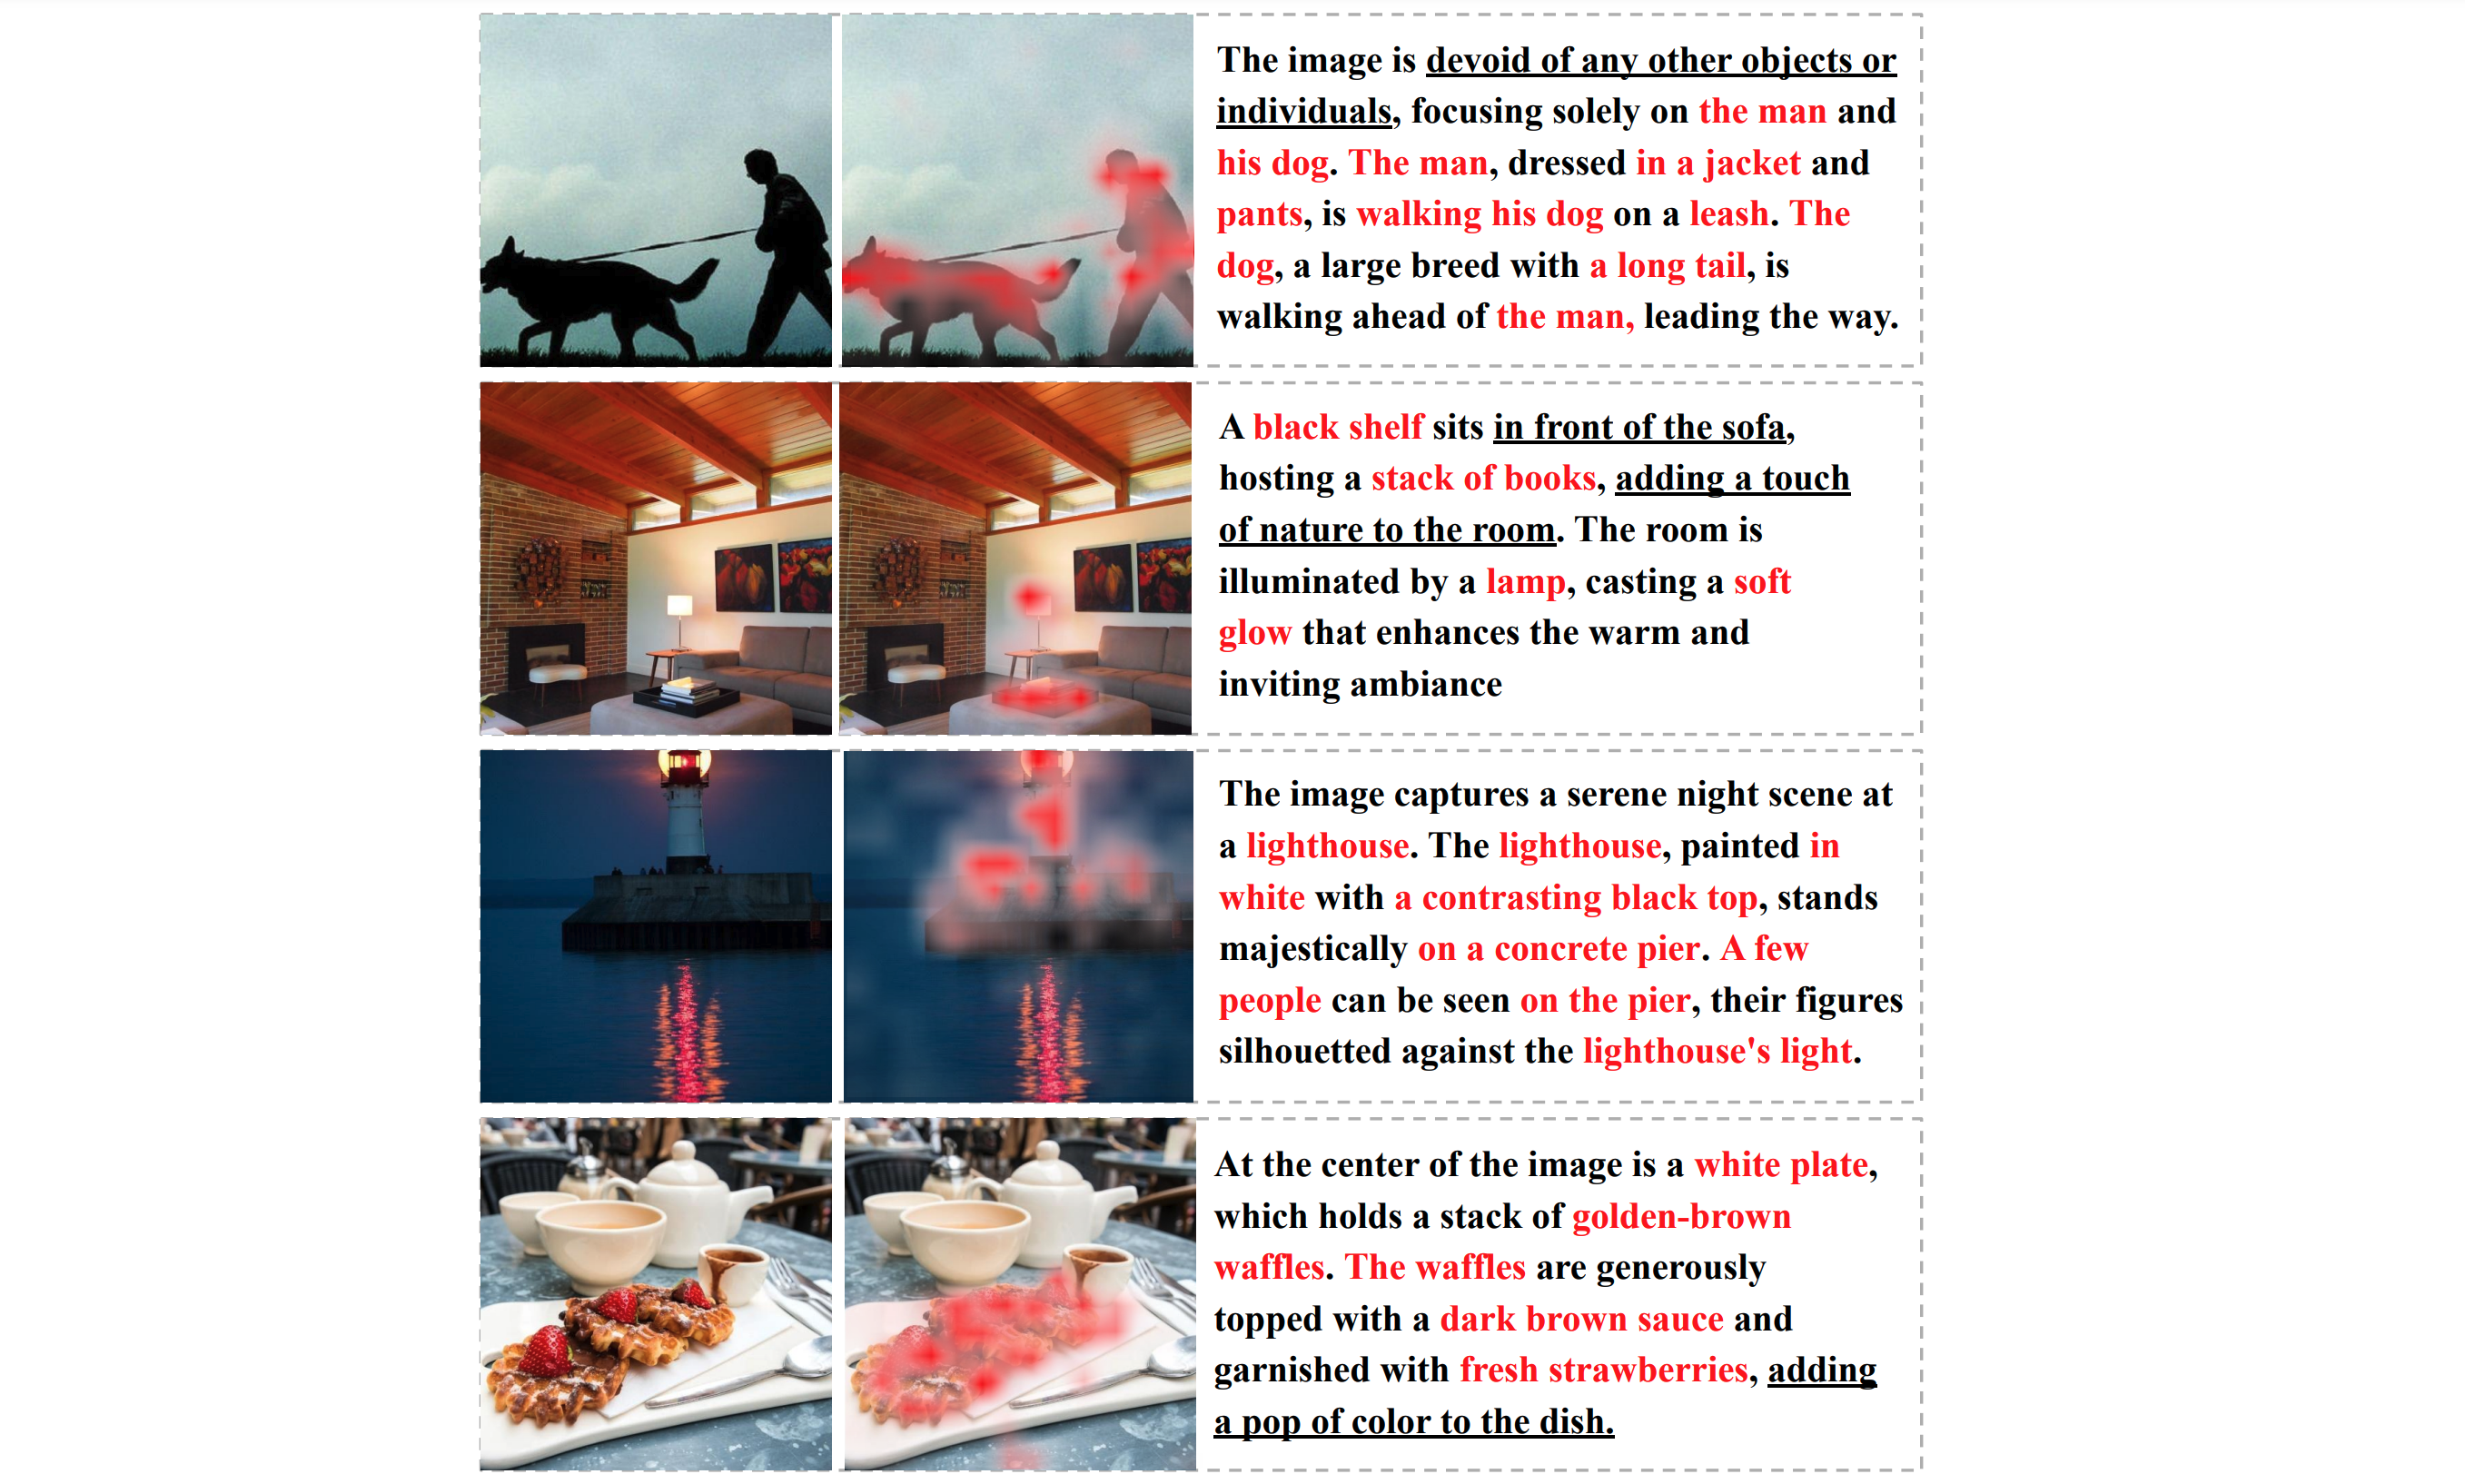 The image is devoid of any other objects or
individuals, focusing solely on the man and
his dog. The man, dressed in a jacket and
pants, is walking his dog on a leash. The
dog, a large breed with a long tail, is
walking ahead of the man, leading the way.
A black shelf sits in front of the sofa,
hosting a stack of books, adding a touch
of nature to the room. The room is
illuminated by a lamp, casting a soft
glow that enhances the warm and
inviting ambiance
The image captures a serene night scene at
a lighthouse. The lighthouse, painted in
white with a contrasting black top, stands
majestically on a concrete pier. A few
people can be seen on the pier, their figures
silhouetted against the lighthouse's light.
At the center of the image is a white plate,
which holds a stack of golden-brown
waffles. The waffles are generously
topped with a dark brown sauce and
garnished with fresh strawberries, adding
a pop of color to the dish.